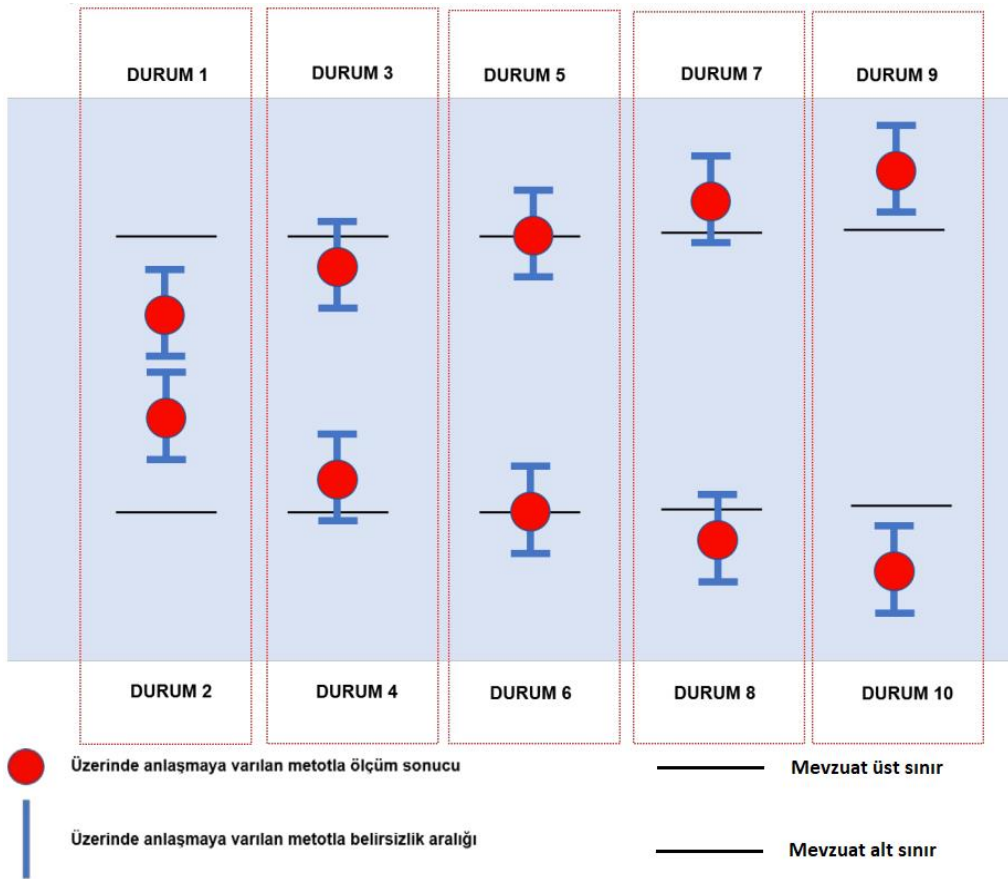 DURUM 1
DURUM 3
DURUM 5
DURUM 7
DURUM 9
DURUM 2
DURUM 4
DURUM 6
DURUM 8
DURUM 10
Üzerinde anlaşmaya varılan metotla ölçüm sonucu
Mevzuat üst sınır
Üzerinde anlaşmaya varılan metotla belirsizlik aralığı
Mevzuat alt sınır